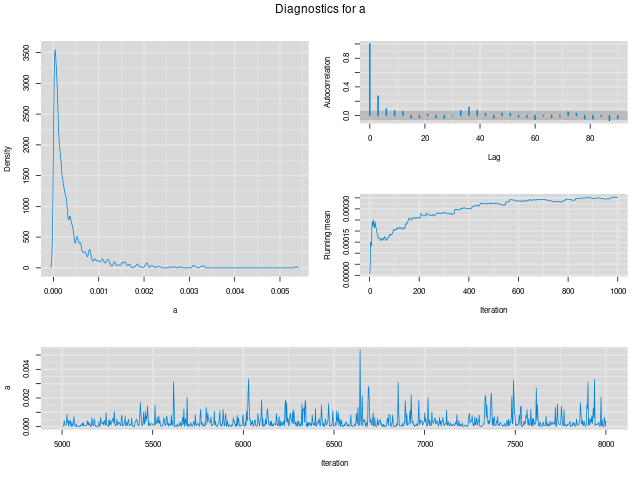 Diagnostics for a
Density
0 500 1000 1500 2000 2500 3000 3500
0.000 0.001 0.002 0.003 0.004 0.005
a
Autocorrelation
0.0 0.4 0.8
0 20 40 60 80
Lag
Running mean
0.00000 0.00015 0.00030
0 200 400 600 800 1000
Iteration
a
0.000 0.002 0.004
5000 5500 6000 6500 7000 7500 8000
Iteration